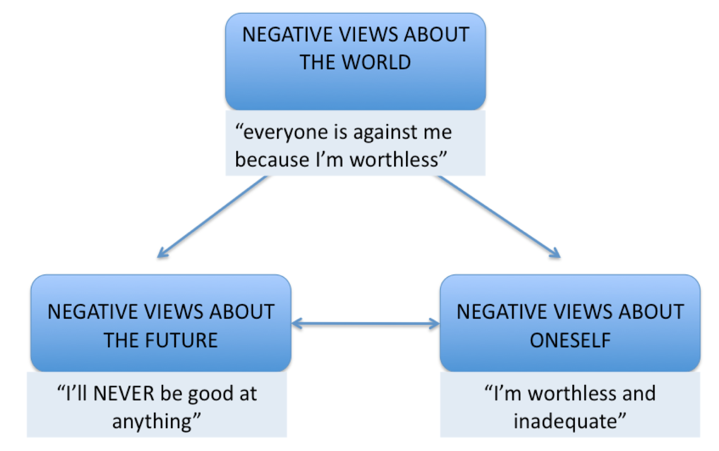 NEGATIVE VIEWS ABOUT
THE WORLD
“everyone is against me
because I’m worthless”
NEGATIVE VIEWS ABOUT
THE FUTURE
“I’ll NEVER be good at
anything”
NEGATIVE VIEWS ABOUT
ONESELF
“I’m worthless and
inadequate”